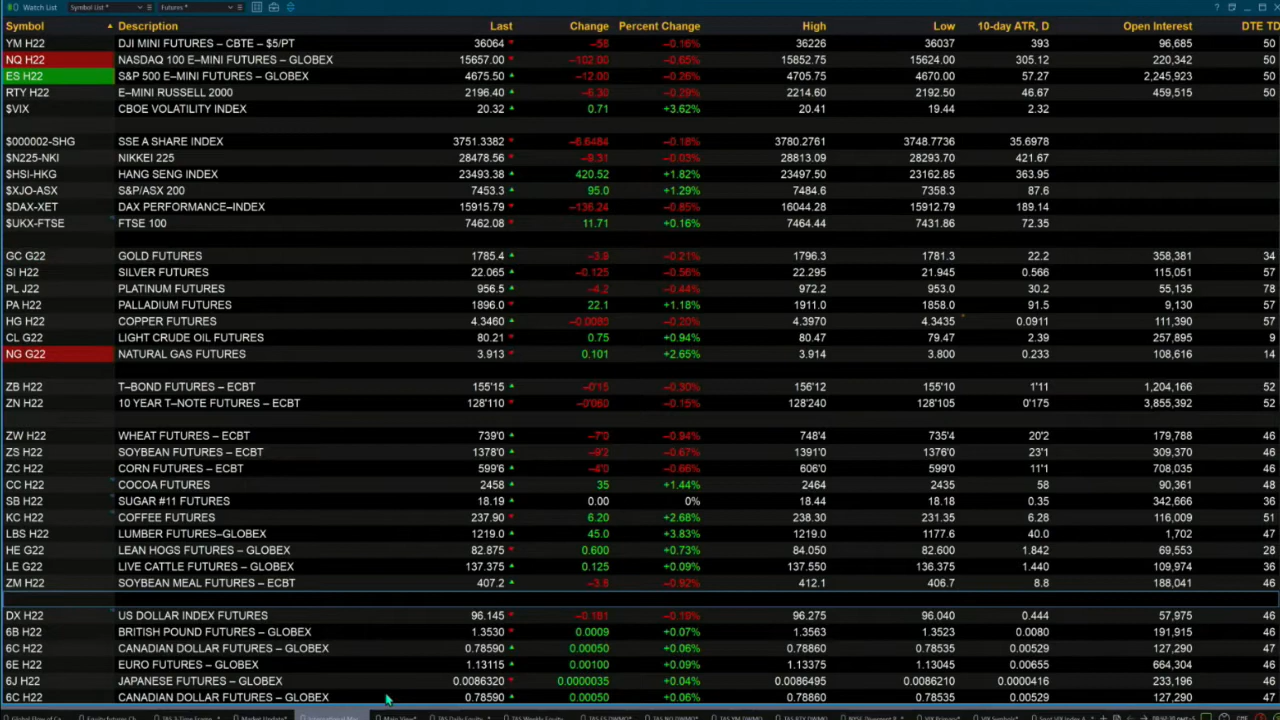 Watch List Symbol List * Futures *
Symbol Description Last Change Percent Change High Low 10-day ATR, D Open Interest DTE TD
YM H22 DJI MINI FUTURES – CBTE – $5/PT 36064 –58 –0.16% 36226 36037 393 96,685 50
NQ H22 NASDAQ 100 E–MINI FUTURES – GLOBEX 15657.00 –102.00 –0.65% 15852.75 15624.00 305.12 220,342 50
ES H22 S&P 500 E–MINI FUTURES – GLOBEX 4675.50 –12.00 –0.26% 4705.75 4670.00 57.27 2,245,923 50
RTY H22 E–MINI RUSSELL 2000 2196.40 –6.30 –0.29% 2214.60 2192.50 46.67 459,515 50
$VIX CBOE VOLATILITY INDEX 20.32 0.71 +3.62% 20.41 19.44 2.32
$000002-SHG SSE A SHARE INDEX 3751.3382 –6.6484 –0.18% 3780.2761 3748.7736 35.6978
$N225-NKI NIKKEI 225 28478.56 –9.31 –0.03% 28813.09 28293.70 421.67
$HSI-HKG HANG SENG INDEX 23493.38 420.52 +1.82% 23497.50 23162.85 363.95
$XJO-ASX S&P/ASX 200 7453.3 95.0 +1.29% 7484.6 7358.3 87.6
$DAX-XET DAX PERFORMANCE–INDEX 15915.79 –136.24 –0.85% 16044.28 15912.79 189.14
$UKX-FTSE FTSE 100 7462.08 11.71 +0.16% 7464.44 7431.86 72.35
GC G22 GOLD FUTURES 1785.4 –3.8 –0.21% 1796.3 1781.3 22.2 358,381 34
SI H22 SILVER FUTURES 22.065 –0.125 –0.56% 22.295 21.945 0.566 115,051 57
PL J22 PLATINUM FUTURES 956.5 –4.2 –0.44% 972.2 953.0 30.2 55,135 78
PA H22 PALLADIUM FUTURES 1896.0 22.1 +1.18% 1911.0 1858.0 81.5 9,130 57
HG H22 COPPER FUTURES 4.3460 –0.0085 –0.20% 4.3970 4.3435 0.0911 111,390 57
CL G22 LIGHT CRUDE OIL FUTURES 80.21 0.75 +0.94% 80.47 79.47 2.39 257,895 9
NG G22 NATURAL GAS FUTURES 3.913 0.101 +2.65% 3.914 3.800 0.233 108,616 14
ZB H22 T–BOND FUTURES – ECBT 155'15 –0'15 –0.30% 156'12 155'10 1'11 1,204,166 52
ZN H22 10 YEAR T–NOTE FUTURES – ECBT 128'110 –0'060 –0.15% 128'240 128'105 0'175 3,855,392 52
ZW H22 WHEAT FUTURES – ECBT 739'0 –7'0 –0.94% 748'4 735'4 20'2 179,788 46
ZS H22 SOYBEAN FUTURES – ECBT 1378'0 –9'2 –0.67% 1391'0 1376'0 23'1 309,370 46
ZC H22 CORN FUTURES – ECBT 599'6 –4'0 –0.66% 606'0 599'0 11'1 708,035 46
CC H22 COCOA FUTURES 2458 35 +1.44% 2464 2435 58 90,361 48
SB H22 SUGAR #11 FUTURES 18.19 0.00 0% 18.44 18.18 0.35 342,666 36
KC H22 COFFEE FUTURES 237.90 6.20 +2.68% 238.30 231.35 6.28 116,009 51
LBS H22 LUMBER FUTURES–GLOBEX 1219.0 45.0 +3.83% 1219.0 1177.6 40.0 1,702 47
HE G22 LEAN HOGS FUTURES – GLOBEX 82.875 0.600 +0.73% 84.050 82.600 1.842 69,553 28
LE G22 LIVE CATTLE FUTURES – GLOBEX 137.375 0.125 +0.09% 137.550 136.375 1.440 109,974 36
ZM H22 SOYBEAN MEAL FUTURES – ECBT 407.2 –3.8 –0.92% 412.1 406.7 8.8 188,041 46
DX H22 US DOLLAR INDEX FUTURES 96.145 –0.181 –0.19% 96.275 96.040 0.444 57,975 46
6B H22 BRITISH POUND FUTURES – GLOBEX 1.3530 0.0009 +0.07% 1.3563 1.3523 0.0080 191,915 46
6C H22 CANADIAN DOLLAR FUTURES – GLOBEX 0.78590 0.00050 +0.06% 0.78860 0.78535 0.00529 127,290 47
6E H22 EURO FUTURES – GLOBEX 1.13115 0.00100 +0.09% 1.13375 1.13045 0.00655 664,304 46
6J H22 JAPANESE FUTURES – GLOBEX 0.0086320 0.0000035 +0.04% 0.0086495 0.0086210 0.0000416 233,196 46
6C H22 CANADIAN DOLLAR FUTURES – GLOBEX 0.78590 0.00050 +0.06% 0.78860 0.78535 0.00529 127,290 47